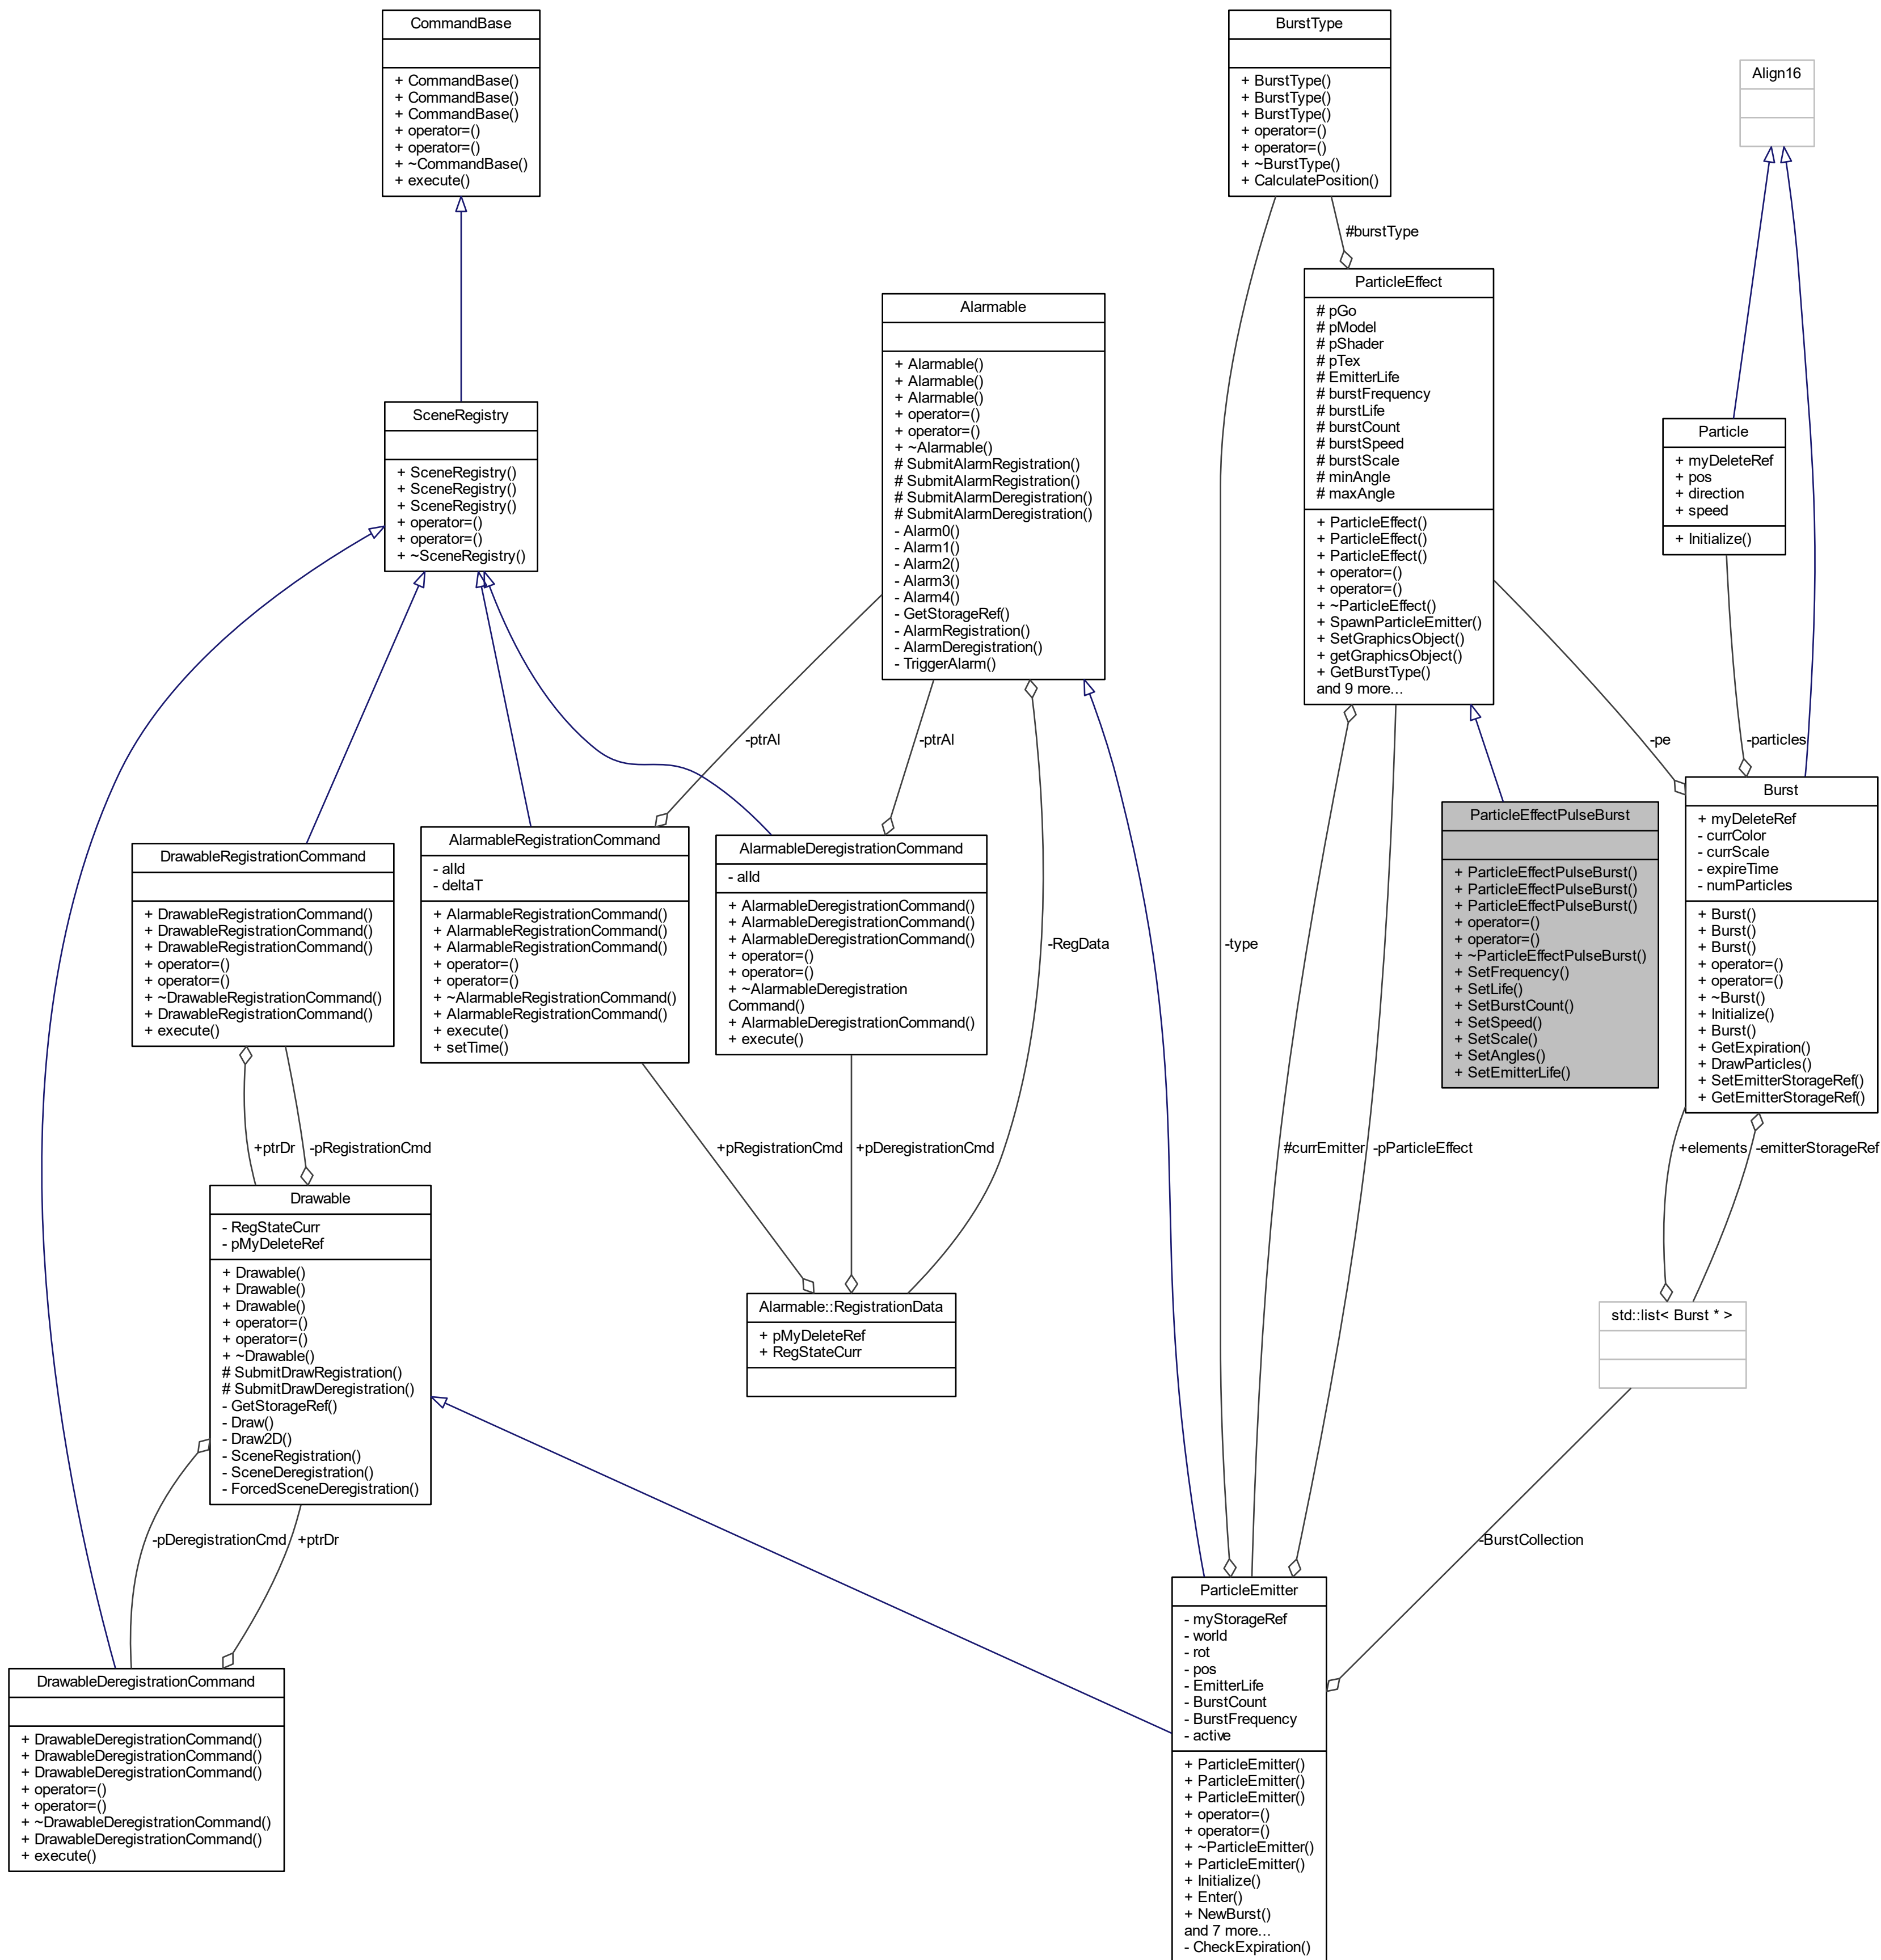 CommandBase
+ CommandBase()
+ CommandBase()
+ CommandBase()
+ operator=()
+ operator=()
+ ~CommandBase()
+ execute()
BurstType
+ BurstType()
+ BurstType()
+ BurstType()
+ operator=()
+ operator=()
+ ~BurstType()
+ CalculatePosition()
Align16
#burstType
ParticleEffect
# pGo
# pModel
# pShader
# pTex
# EmitterLife
# burstFrequency
# burstLife
# burstCount
# burstSpeed
# burstScale
# minAngle
# maxAngle
+ ParticleEffect()
+ ParticleEffect()
+ ParticleEffect()
+ operator=()
+ operator=()
+ ~ParticleEffect()
+ SpawnParticleEmitter()
+ SetGraphicsObject()
+ getGraphicsObject()
+ GetBurstType()
and 9 more...
Alarmable
+ Alarmable()
+ Alarmable()
+ Alarmable()
+ operator=()
+ operator=()
+ ~Alarmable()
# SubmitAlarmRegistration()
# SubmitAlarmRegistration()
# SubmitAlarmDeregistration()
# SubmitAlarmDeregistration()
- Alarm0()
- Alarm1()
- Alarm2()
- Alarm3()
- Alarm4()
- GetStorageRef()
- AlarmRegistration()
- AlarmDeregistration()
- TriggerAlarm()
SceneRegistry
+ SceneRegistry()
+ SceneRegistry()
+ SceneRegistry()
+ operator=()
+ operator=()
+ ~SceneRegistry()
Particle
+ myDeleteRef
+ pos
+ direction
+ speed
+ Initialize()
-ptrAl
-ptrAl
-pe
-particles
Burst
+ myDeleteRef
- currColor
- currScale
- expireTime
- numParticles
+ Burst()
+ Burst()
+ Burst()
+ operator=()
+ operator=()
+ ~Burst()
+ Initialize()
+ Burst()
+ GetExpiration()
+ DrawParticles()
+ SetEmitterStorageRef()
+ GetEmitterStorageRef()
ParticleEffectPulseBurst
+ ParticleEffectPulseBurst()
+ ParticleEffectPulseBurst()
+ ParticleEffectPulseBurst()
+ operator=()
+ operator=()
+ ~ParticleEffectPulseBurst()
+ SetFrequency()
+ SetLife()
+ SetBurstCount()
+ SetSpeed()
+ SetScale()
+ SetAngles()
+ SetEmitterLife()
DrawableRegistrationCommand
+ DrawableRegistrationCommand()
+ DrawableRegistrationCommand()
+ DrawableRegistrationCommand()
+ operator=()
+ operator=()
+ ~DrawableRegistrationCommand()
+ DrawableRegistrationCommand()
+ execute()
AlarmableRegistrationCommand
- alId
- deltaT
+ AlarmableRegistrationCommand()
+ AlarmableRegistrationCommand()
+ AlarmableRegistrationCommand()
+ operator=()
+ operator=()
+ ~AlarmableRegistrationCommand()
+ AlarmableRegistrationCommand()
+ execute()
+ setTime()
AlarmableDeregistrationCommand
- alId
+ AlarmableDeregistrationCommand()
+ AlarmableDeregistrationCommand()
+ AlarmableDeregistrationCommand()
+ operator=()
+ operator=()
+ ~AlarmableDeregistration
Command()
+ AlarmableDeregistrationCommand()
+ execute()
-RegData
-type
+ptrDr
-pRegistrationCmd
+pRegistrationCmd
+pDeregistrationCmd
#currEmitter
-pParticleEffect
+elements
-emitterStorageRef
Drawable
- RegStateCurr
- pMyDeleteRef
+ Drawable()
+ Drawable()
+ Drawable()
+ operator=()
+ operator=()
+ ~Drawable()
# SubmitDrawRegistration()
# SubmitDrawDeregistration()
- GetStorageRef()
- Draw()
- Draw2D()
- SceneRegistration()
- SceneDeregistration()
- ForcedSceneDeregistration()
Alarmable::RegistrationData
+ pMyDeleteRef
+ RegStateCurr
std::list< Burst * >
-pDeregistrationCmd
+ptrDr
-BurstCollection
ParticleEmitter
- myStorageRef
- world
- rot
- pos
- EmitterLife
- BurstCount
- BurstFrequency
- active
+ ParticleEmitter()
+ ParticleEmitter()
+ ParticleEmitter()
+ operator=()
+ operator=()
+ ~ParticleEmitter()
+ ParticleEmitter()
+ Initialize()
+ Enter()
+ NewBurst()
and 7 more...
- CheckExpiration()
DrawableDeregistrationCommand
+ DrawableDeregistrationCommand()
+ DrawableDeregistrationCommand()
+ DrawableDeregistrationCommand()
+ operator=()
+ operator=()
+ ~DrawableDeregistrationCommand()
+ DrawableDeregistrationCommand()
+ execute()